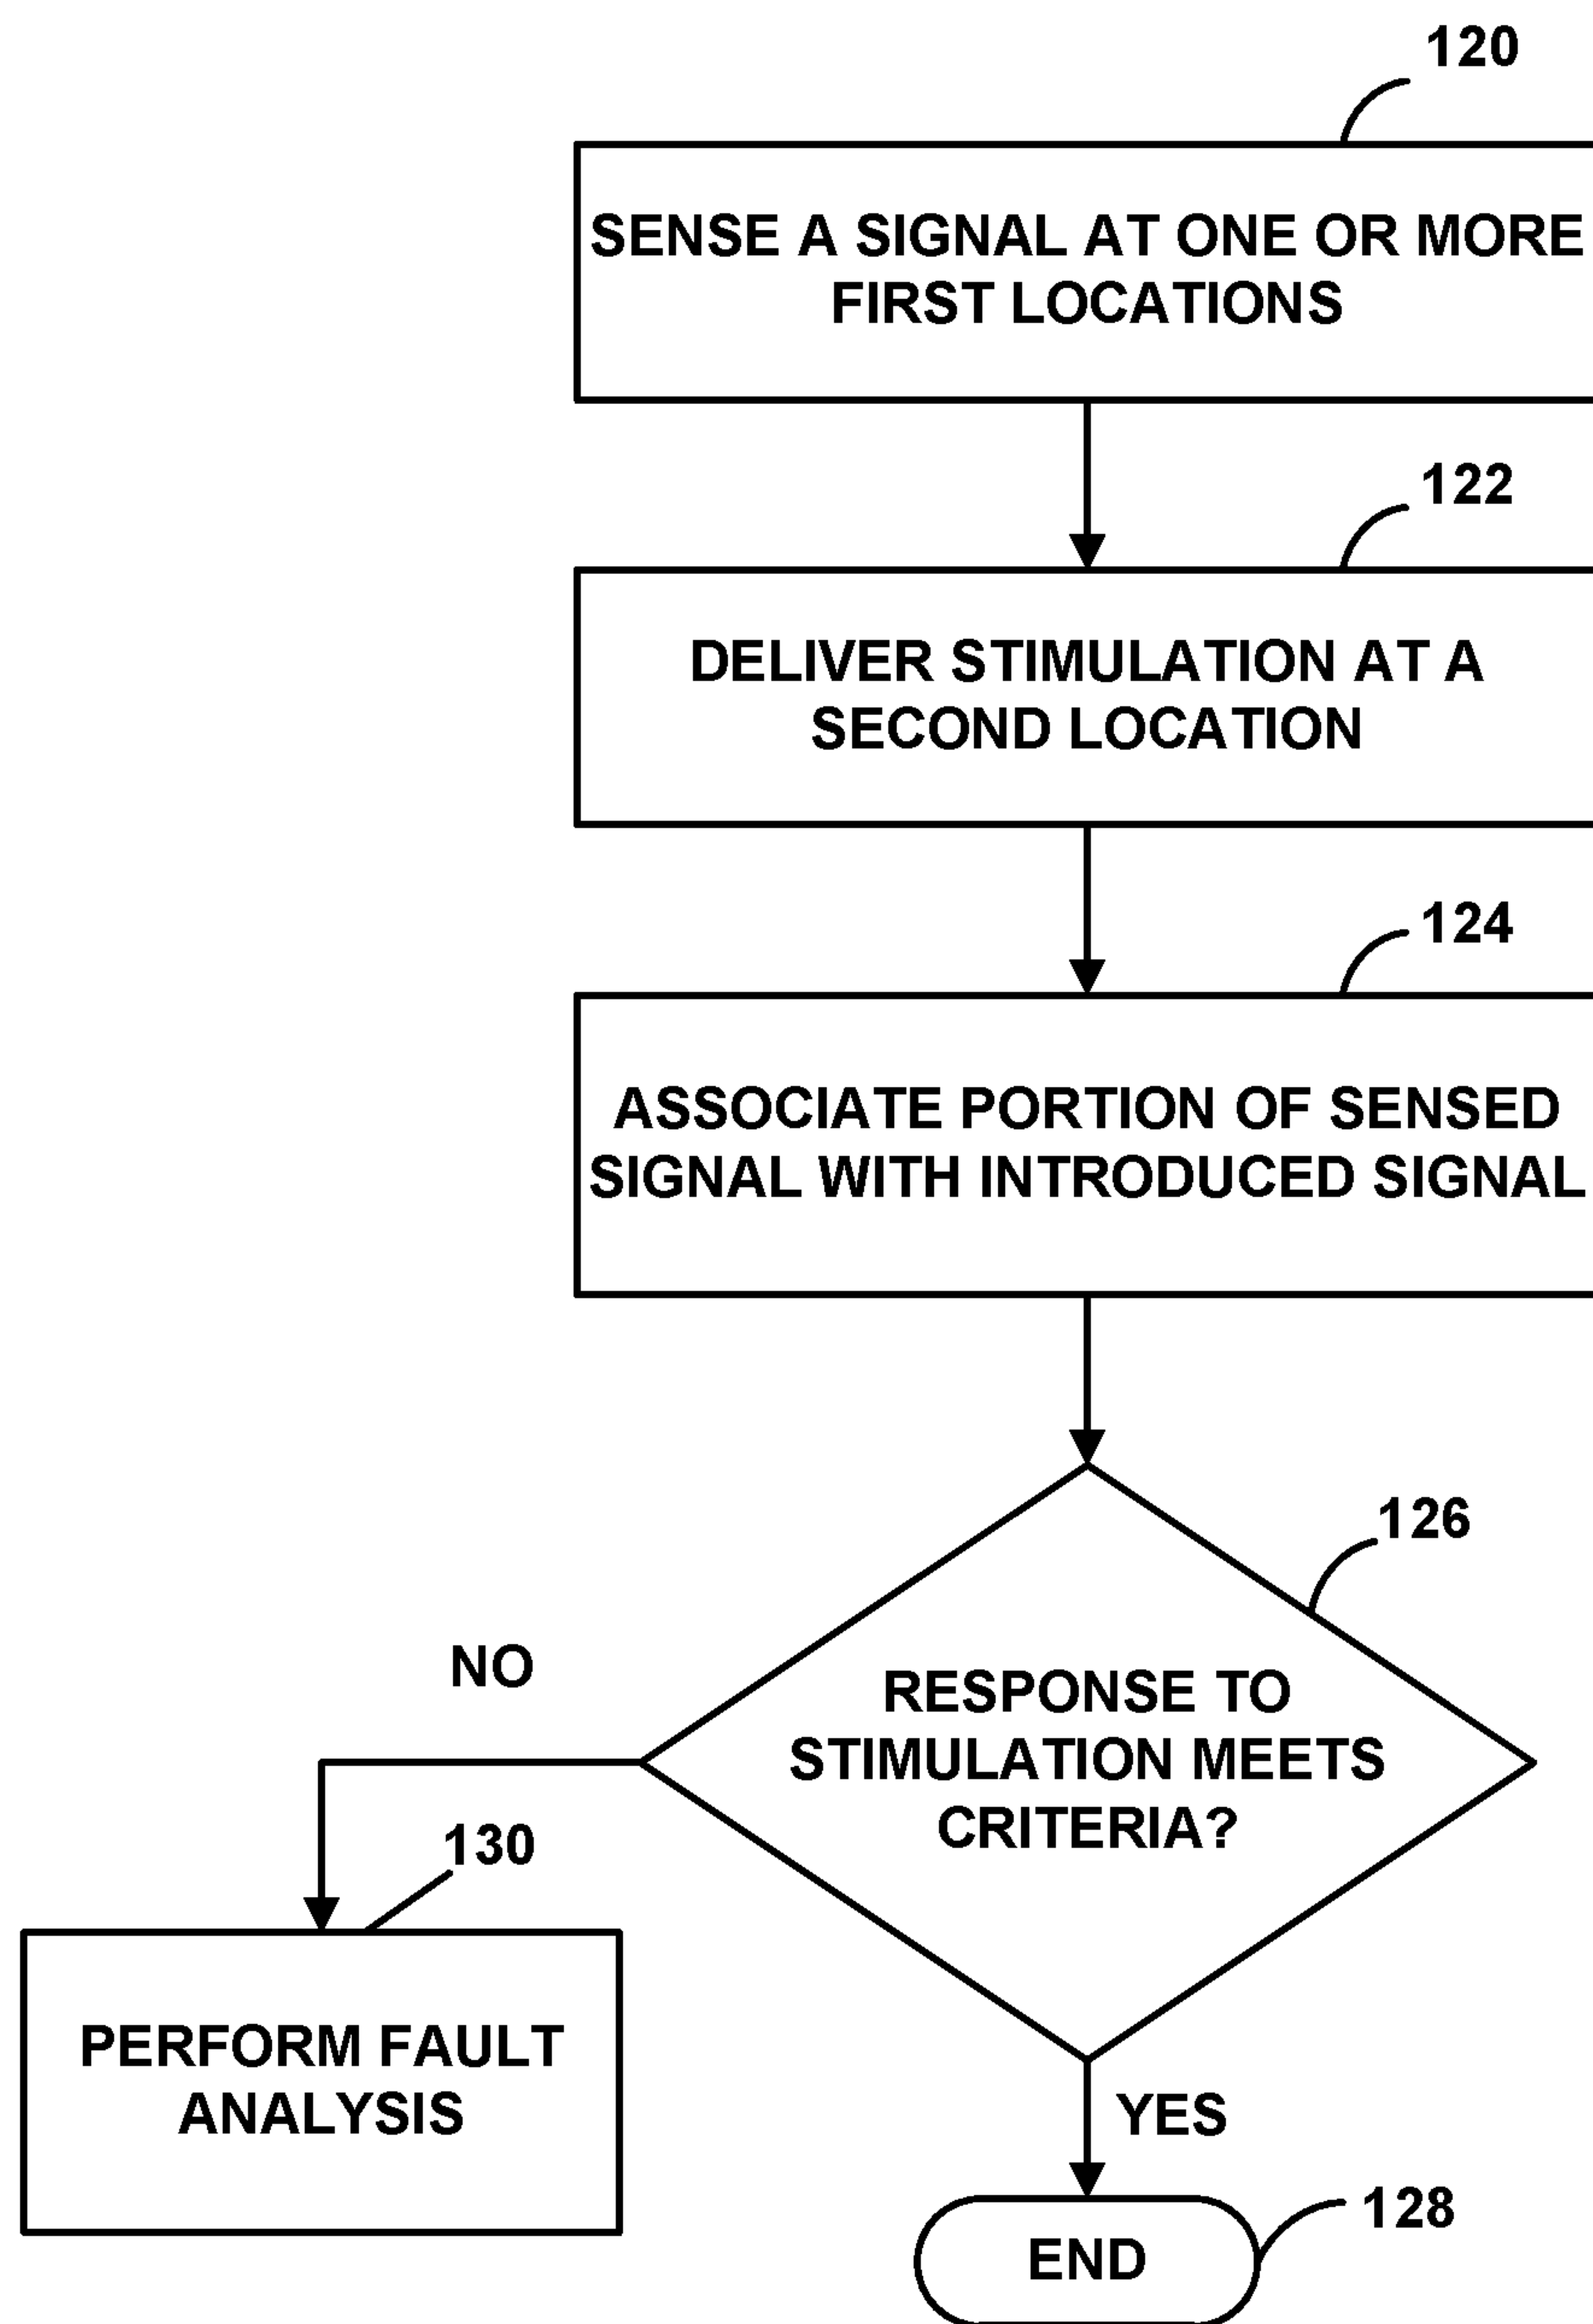 120
SENSE A SIGNAL AT ONE OR MORE
FIRST LOCATIONS
122
DELIVER STIMULATION AT A
SECOND LOCATION
124
ASSOCIATE PORTION OF SENSED
SIGNAL WITH INTRODUCED SIGNAL
126
RESPONSE TO
STIMULATION MEETS
CRITERIA?
NO
130
PERFORM FAULT
ANALYSIS
YES
128
END